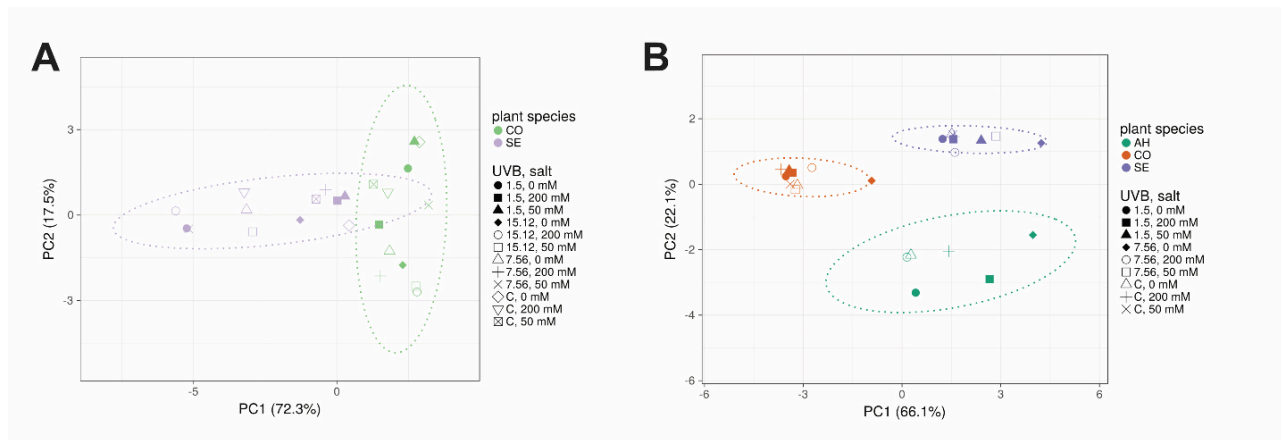 A
3
0
-3
-5
0
PC2 (17.5%)
PC1 (72.3%)
plant species
CO
SE
UVB, salt
1.5, 0 mM
1.5, 200 mM
1.5, 50 mM
15.12, 0 mM
15.12, 200 mM
15.12, 50 mM
7.56, 0 mM
7.56, 200 mM
7.56, 50 mM
C, 0 mM
C, 200 mM
C, 50 mM
B
2
0
-2
-4
-6
-6
-3
0
3
6
PC2 (22.1%)
PC1 (66.1%)
plant species
AH
CO
SE
UVB, salt
1.5, 0 mM
1.5, 200 mM
1.5, 50 mM
7.56, 0 mM
7.56, 200 mM
7.56, 50 mM
C, 0 mM
C, 200 mM
C, 50 mM